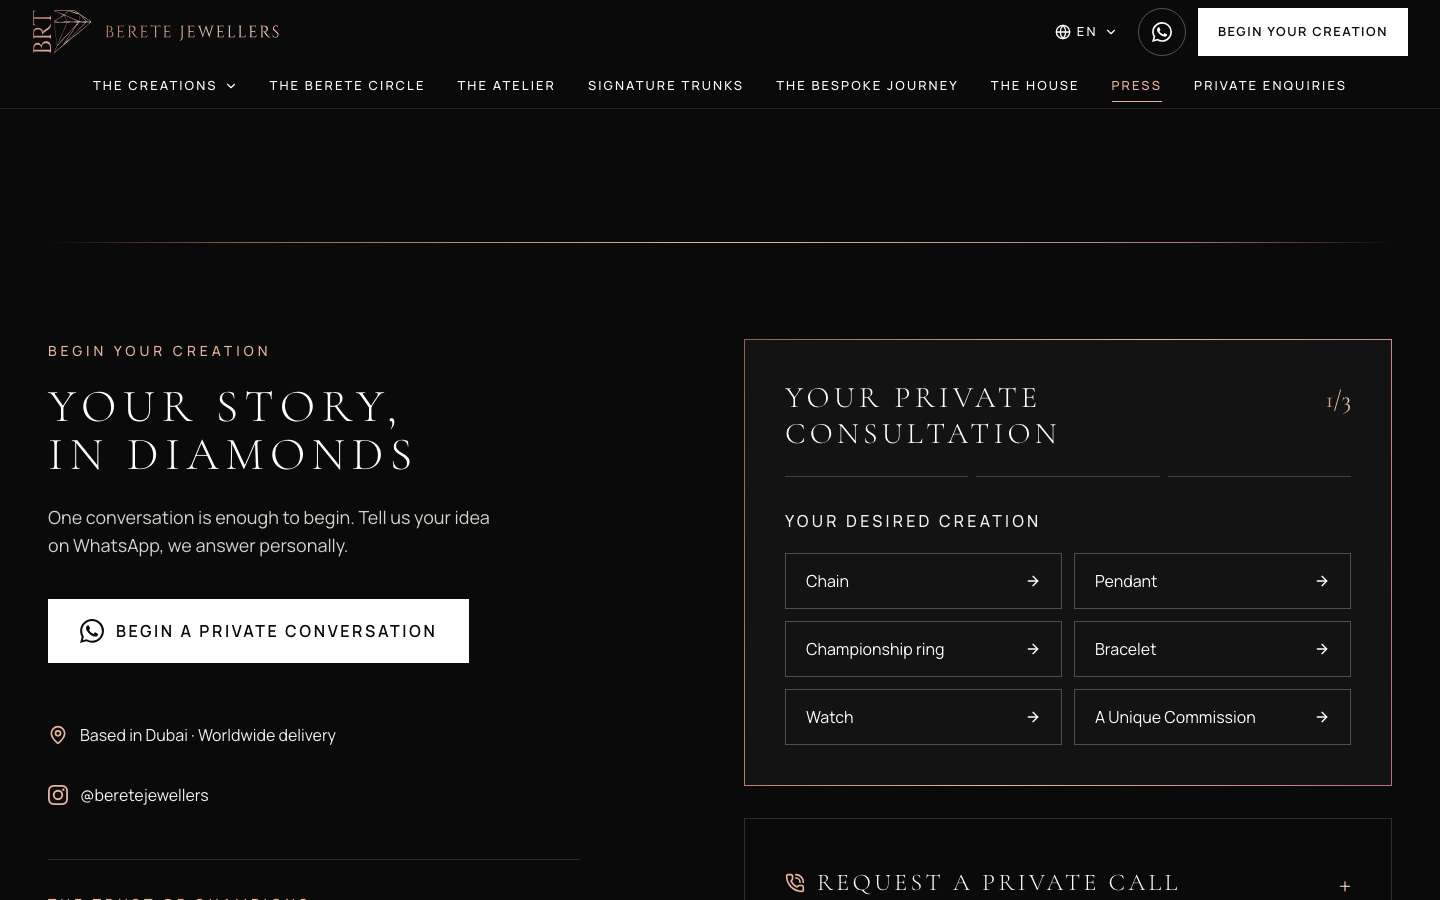 BRT
BERETE JEWELLERS
EN
BEGIN YOUR CREATION
THE CREATIONS
THE BERETE CIRCLE
THE ATELIER
SIGNATURE TRUNKS
THE BESPOKE JOURNEY
THE HOUSE
PRESS
PRIVATE ENQUIRIES
BEGIN YOUR CREATION
YOUR STORY,
IN DIAMONDS
One conversation is enough to begin. Tell us your idea
on WhatsApp, we answer personally.
BEGIN A PRIVATE CONVERSATION
Based in Dubai · Worldwide delivery
@beretejewellers
YOUR PRIVATE
CONSULTATION
1/3
YOUR DESIRED CREATION
Chain
Pendant
Championship ring
Bracelet
Watch
A Unique Commission
REQUEST A PRIVATE CALL
+